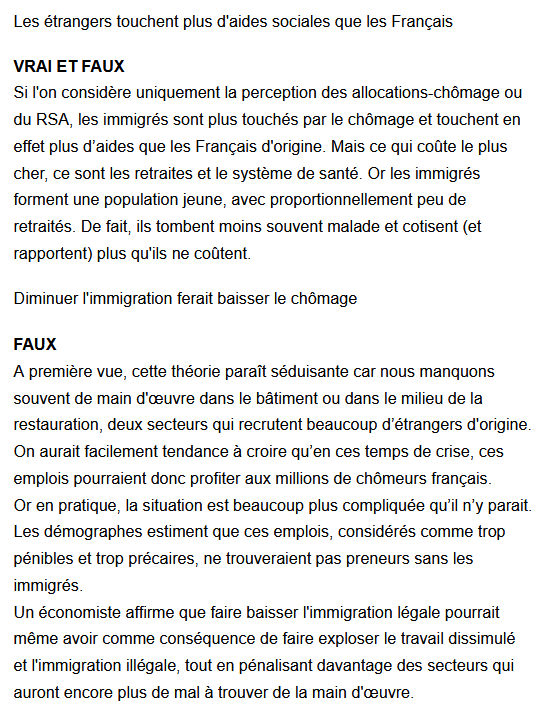 Les étrangers touchent plus d'aides sociales que les Français
VRAI ET FAUX
Si l'on considère uniquement la perception des allocations-chômage ou
du RSA, les immigrés sont plus touchés par le chômage et touchent en
effet plus d’aides que les Français d'origine. Mais ce qui coûte le plus
cher, ce sont les retraites et le système de santé. Or les immigrés
forment une population jeune, avec proportionnellement peu de
retraités. De fait, ils tombent moins souvent malade et cotisent (et
rapportent) plus qu'ils ne coûtent.
Diminuer l'immigration ferait baisser le chômage
FAUX
A première vue, cette théorie paraît séduisante car nous manquons
souvent de main d'œuvre dans le bâtiment ou dans le milieu de la
restauration, deux secteurs qui recrutent beaucoup d’étrangers d'origine.
On aurait facilement tendance à croire qu’en ces temps de crise, ces
emplois pourraient donc profiter aux millions de chômeurs français.
Or en pratique, la situation est beaucoup plus compliquée qu’il n’y parait.
Les démographes estiment que ces emplois, considérés comme trop
pénibles et trop précaires, ne trouveraient pas preneurs sans les
immigrés.
Un économiste affirme que faire baisser l'immigration légale pourrait
même avoir comme conséquence de faire exploser le travail dissimulé
et l'immigration illégale, tout en pénalisant davantage des secteurs qui
auront encore plus de mal à trouver de la main d'œuvre.